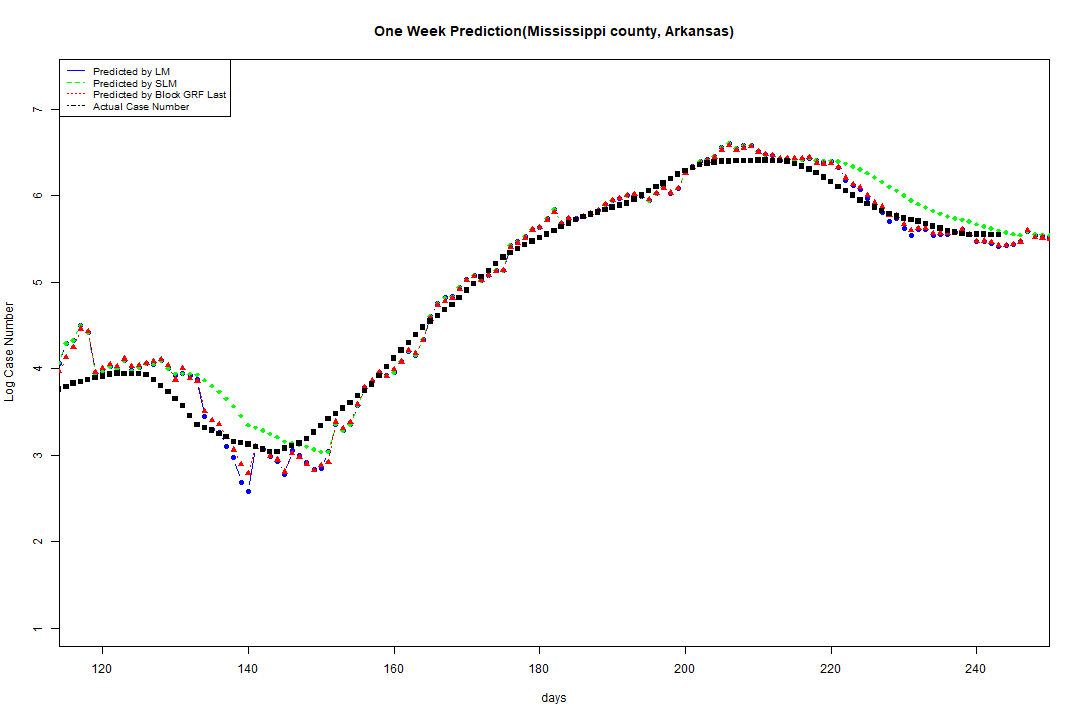 One Week Prediction(Mississippi county, Arkansas)
Predicted by LM
Predicted by SLM
Predicted by Block GRF Last
Actual Case Number
7
6
5
4
3
2
1
Log Case Number
120 140 160 180 200 220 240
days